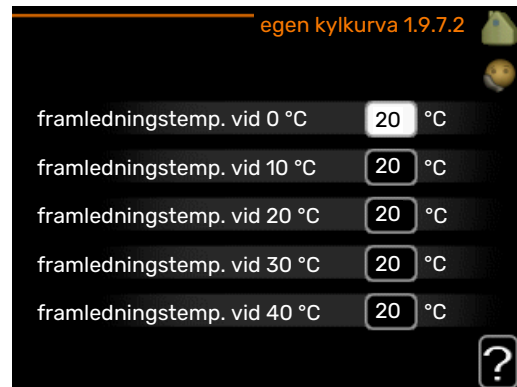 egen kylkurva 1.9.7.2
framledningstemp. vid 0 °C 20 °C
framledningstemp. vid 10 °C 20 °C
framledningstemp. vid 20 °C 20 °C
framledningstemp. vid 30 °C 20 °C
framledningstemp. vid 40 °C 20 °C
?